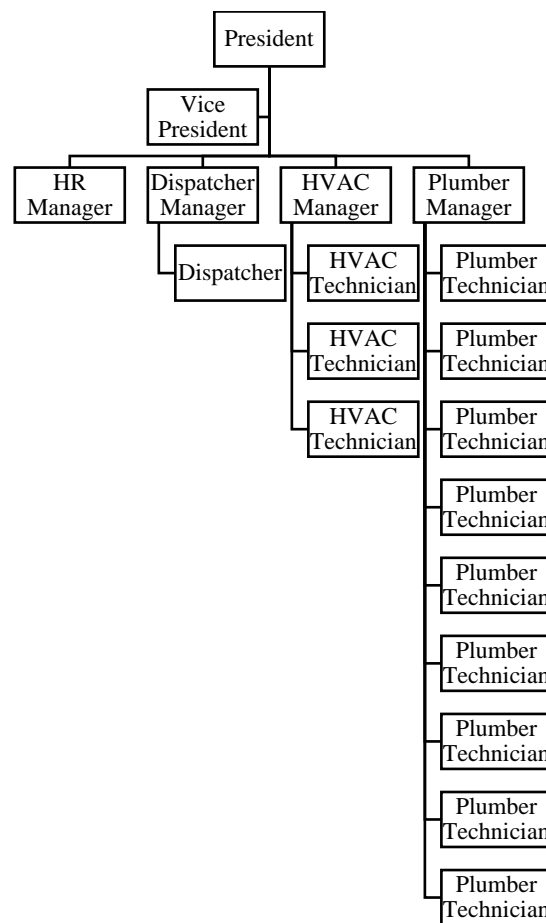 President
Vice
President
HR
Manager
Dispatcher
Manager
HVAC
Manager
Plumber
Manager
Dispatcher
HVAC
Technician
HVAC
Technician
HVAC
Technician
Plumber
Technician
Plumber
Technician
Plumber
Technician
Plumber
Technician
Plumber
Technician
Plumber
Technician
Plumber
Technician
Plumber
Technician
Plumber
Technician